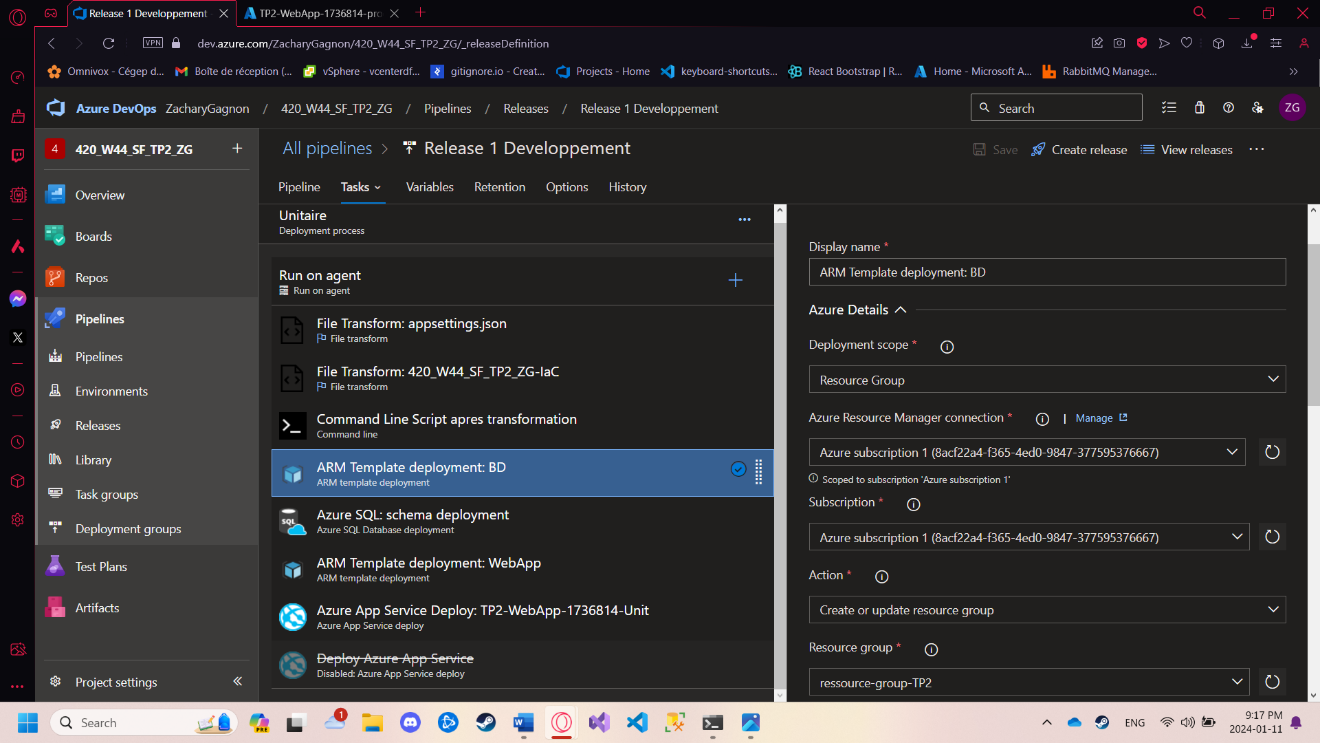 Release 1 Developpement
TP2-WebApp-1736814-pro
VPN
dev.azure.com/ZacharyGagnon/420_W44_SF_TP2_ZG/_releaseDefinition
Omnivox - Cégep d...
Boîte de réception (...
vSphere - vcenterdf...
gitignore.io - Creat...
Projects - Home
keyboard-shortcuts...
React Bootstrap | R...
Home - Microsoft A...
RabbitMQ Manage...
Azure DevOps
ZacharyGagnon
/
420_W44_SF_TP2_ZG
/
Pipelines
/
Releases
/
Release 1 Developpement
Search
ZG
4
420_W44_SF_TP2_ZG
Overview
Boards
Repos
Pipelines
Pipelines
Environments
Releases
Library
Task groups
Deployment groups
Test Plans
Artifacts
Project settings
All pipelines
Release 1 Developpement
Save
Create release
View releases
Pipeline
Tasks
Variables
Retention
Options
History
Unitaire
Deployment process
Run on agent
Run on agent
File Transform: appsettings.json
File transform
File Transform: 420_W44_SF_TP2_ZG-IaC
File transform
Command Line Script apres transformation
Command line
ARM Template deployment: BD
ARM template deployment
Azure SQL: schema deployment
Azure SQL Database deployment
ARM Template deployment: WebApp
ARM template deployment
Azure App Service Deploy: TP2-WebApp-1736814-Unit
Azure App Service deploy
Deploy Azure App Service
Disabled: Azure App Service deploy
Display name *
ARM Template deployment: BD
Azure Details
Deployment scope *
Resource Group
Azure Resource Manager connection *
| Manage
Azure subscription 1 (8acf22a4-f365-4ed0-9847-377595376667)
Scoped to subscription 'Azure subscription 1'
Subscription *
Azure subscription 1 (8acf22a4-f365-4ed0-9847-377595376667)
Action *
Create or update resource group
Resource group *
ressource-group-TP2
Search
PRE
1
ENG
9:17 PM
2024-01-11